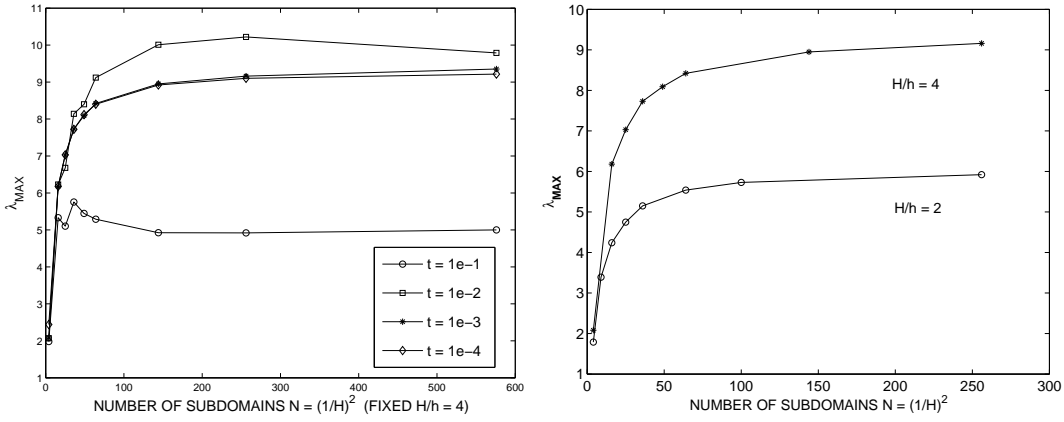 11
10
9
8
7
6
5
4
3
2
1
λMAX
0 100 200 300 400 500 600
NUMBER OF SUBDOMAINS N = (1/H)² (FIXED H/h = 4)
t = 1e−1
t = 1e−2
t = 1e−3
t = 1e−4
10
9
8
7
6
5
4
3
2
1
λMAX
H/h = 4
H/h = 2
0 50 100 150 200 250 300
NUMBER OF SUBDOMAINS N = (1/H)²